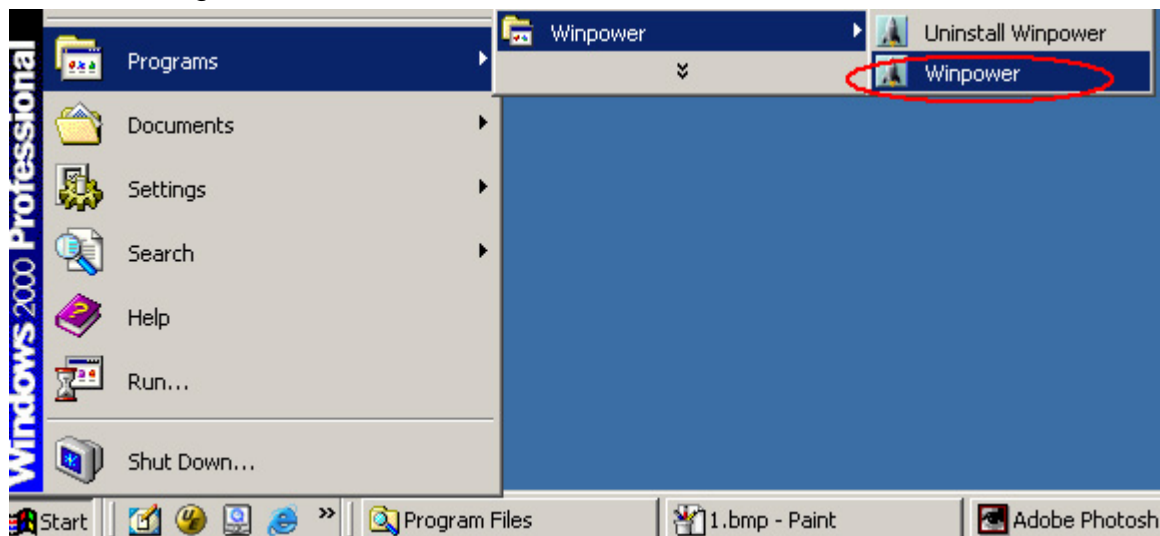 Windows 2000 Professional
Programs
Documents
Settings
Search
Help
Run...
Shut Down...
Winpower
Uninstall Winpower
Winpower
Start
Program Files
1.bmp - Paint
Adobe Photosh